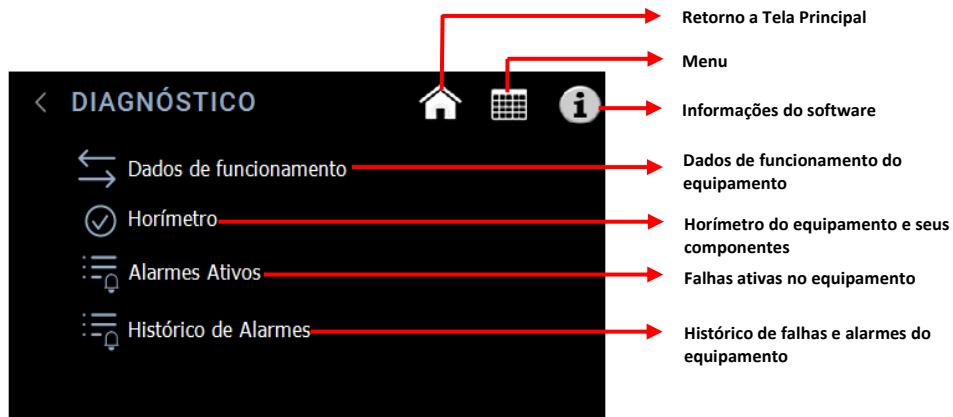 Retorno a Tela Principal
Menu
DIAGNÓSTICO
Informações do software
Dados de funcionamento
Dados de funcionamento do
equipamento
Horímetro
Horímetro do equipamento e seus
componentes
Alarmes Ativos
Falhas ativas no equipamento
Histórico de Alarmes
Histórico de falhas e alarmes do
equipamento